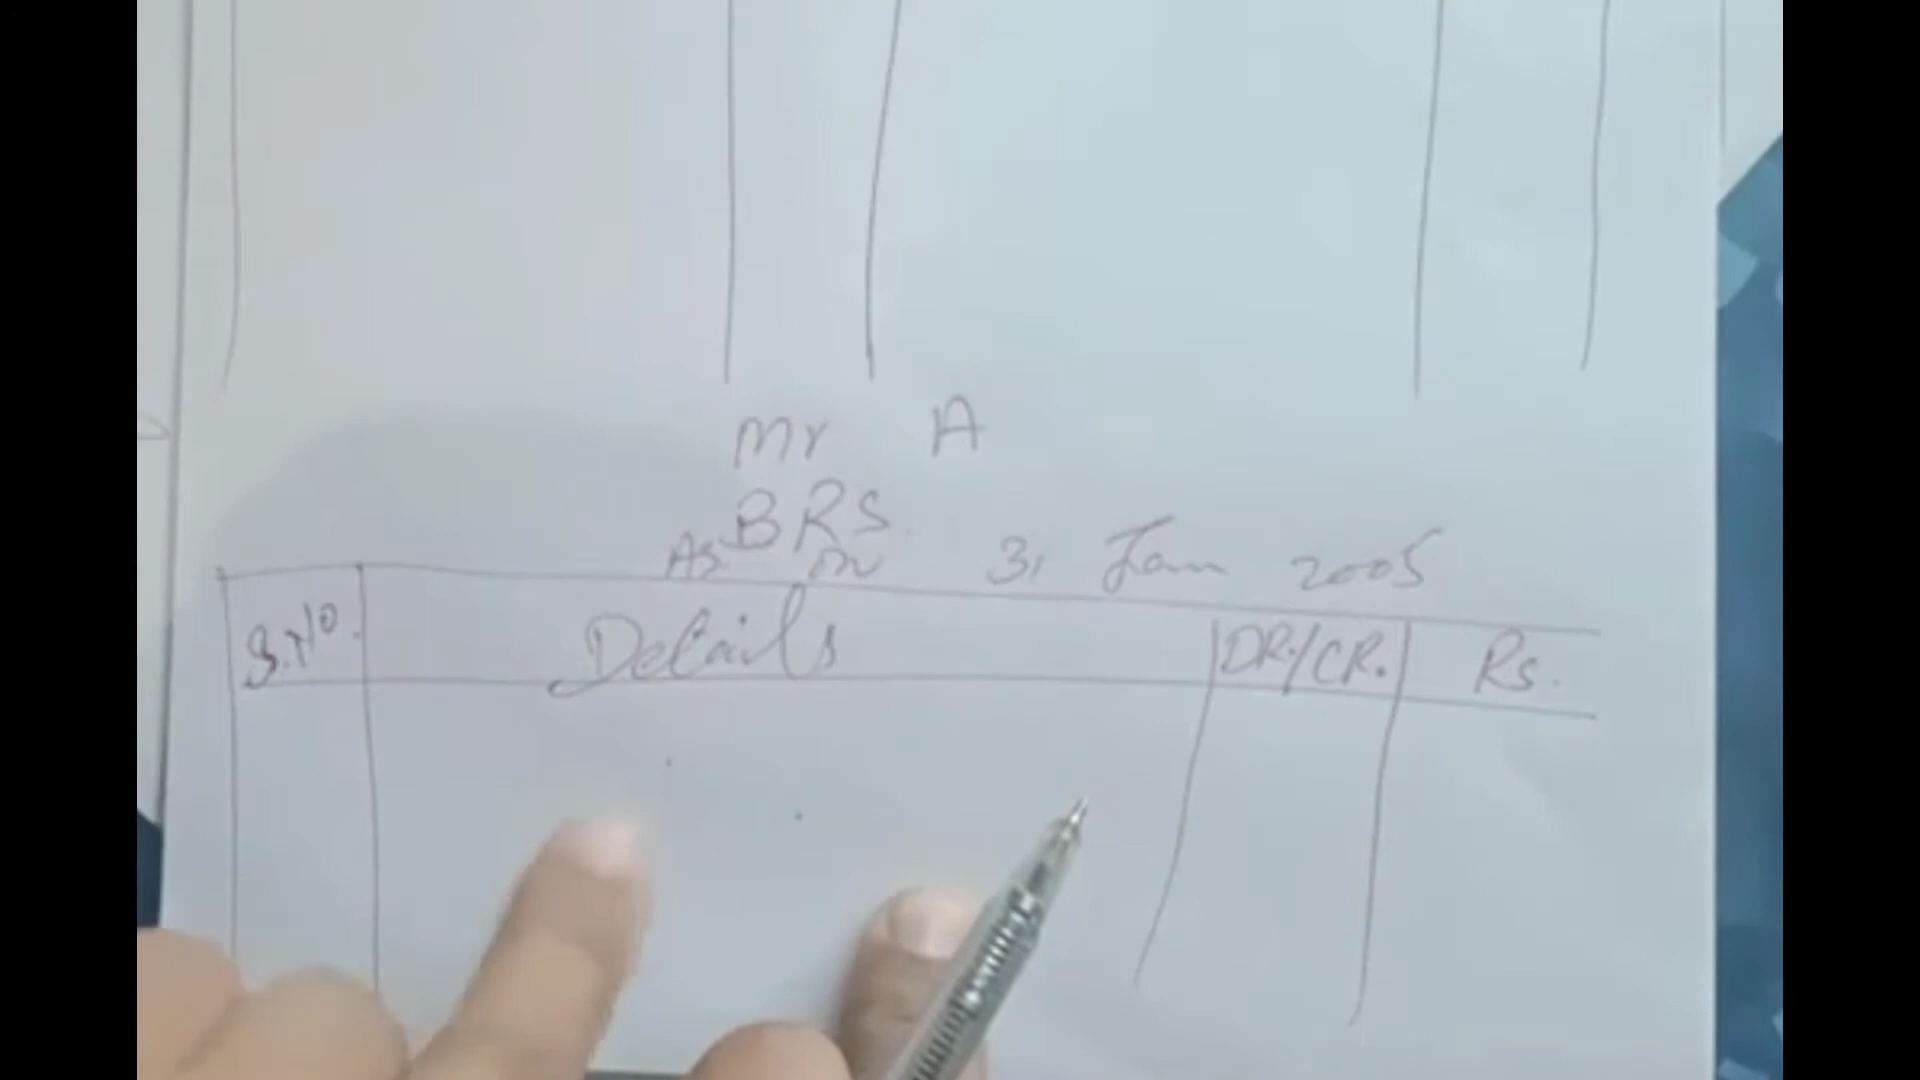 Mr A
BRS.
As on 31 Jan 2005
S.No. Details DR./CR. Rs.